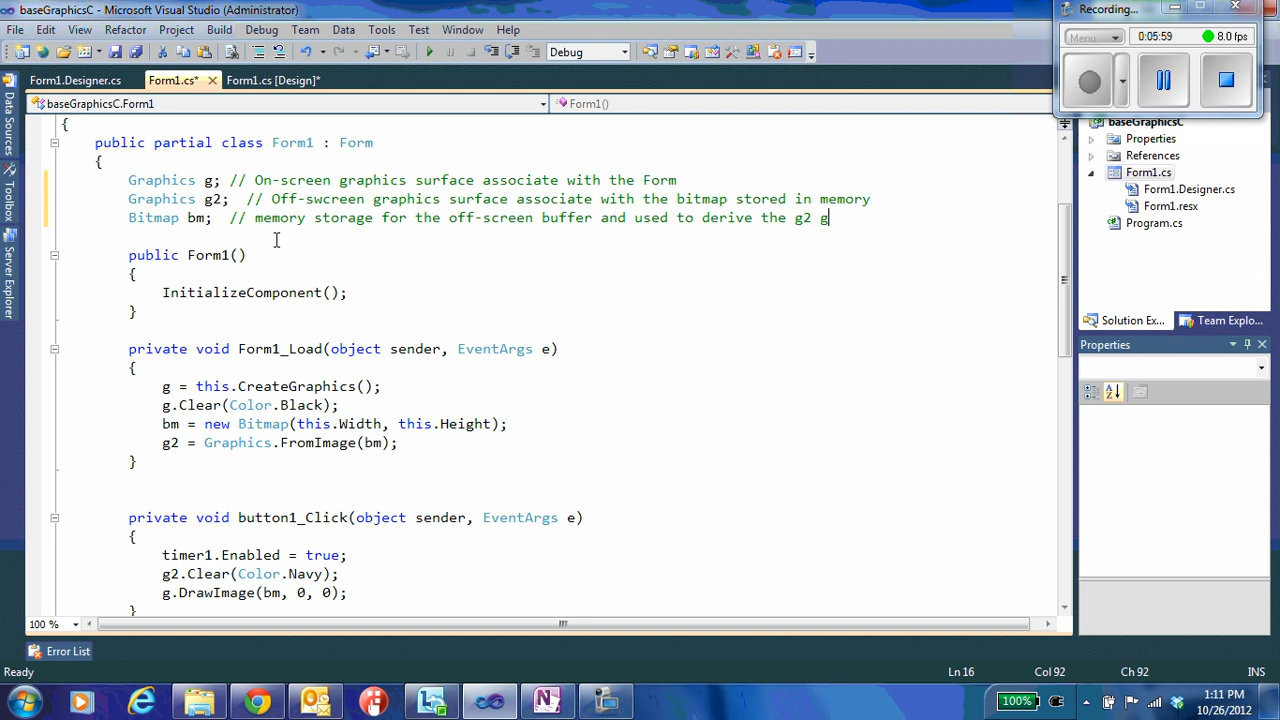 baseGraphicsC - Microsoft Visual Studio (Administrator)
Recording...
File Edit View Refactor Project Build Debug Team Data Tools Test Window Help
Menu 0:05:59 8.0 fps
Debug
Form1.Designer.cs Form1.cs* Form1.cs [Design]*
baseGraphicsC.Form1 Form1()
Data Sources
Toolbox
Server Explorer
{
public partial class Form1 : Form
{
Graphics g; // On-screen graphics surface associate with the Form
Graphics g2; // Off-swcreen graphics surface associate with the bitmap stored in memory
Bitmap bm; // memory storage for the off-screen buffer and used to derive the g2 g
public Form1()
{
InitializeComponent();
}
private void Form1_Load(object sender, EventArgs e)
{
g = this.CreateGraphics();
g.Clear(Color.Black);
bm = new Bitmap(this.Width, this.Height);
g2 = Graphics.FromImage(bm);
}
private void button1_Click(object sender, EventArgs e)
{
timer1.Enabled = true;
g2.Clear(Color.Navy);
g.DrawImage(bm, 0, 0);
}
baseGraphicsC
Properties
References
Form1.cs
Form1.Designer.cs
Form1.resx
Program.cs
Solution Ex... Team Explo...
Properties
100 %
Error List
Ready Ln 16 Col 92 Ch 92 INS
100% 1:11 PM
10/26/2012